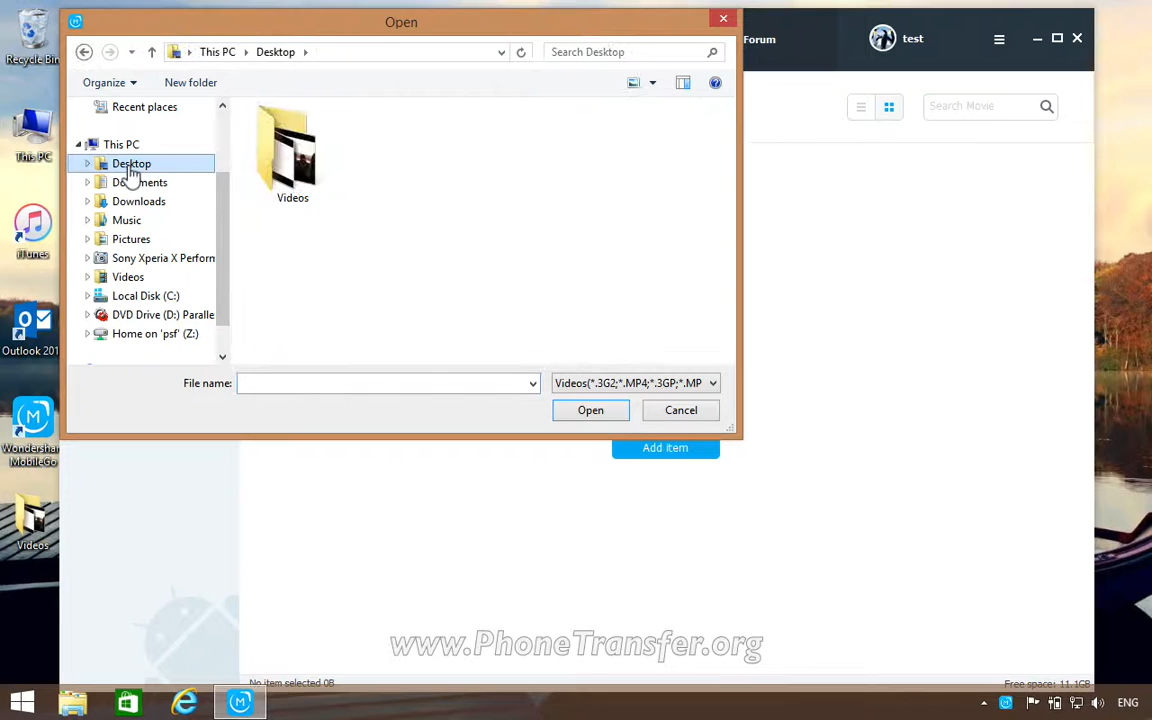 Recycle Bin
This PC
iTunes
Outlook 201
Wondershar
MobileGo
Videos
Open
This PC
Desktop
Search Desktop
Organize
New folder
Recent places
This PC
Desktop
Documents
Downloads
Music
Pictures
Sony Xperia X Perform
Videos
Local Disk (C:)
DVD Drive (D:) Paralle
Home on 'psf' (Z:)
Videos
File name:
Videos(*.3G2;*.MP4;*.3GP;*.MP
Open
Cancel
Forum
test
Search Movie
Add item
www.PhoneTransfer.org
No item selected 0B
Free space: 11.1GB
ENG